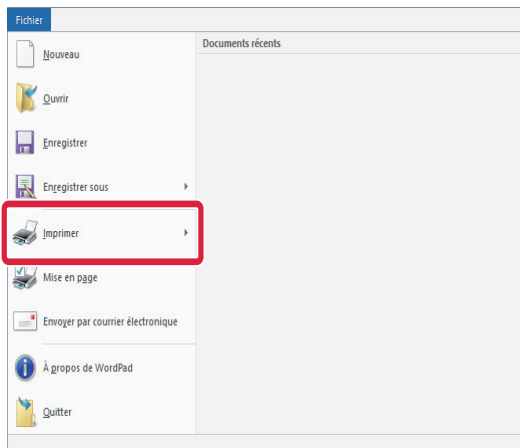 Fichier
Documents récents
Nouveau
Ouvrir
Enregistrer
Enregistrer sous
Imprimer
Mise en page
Envoyer par courrier électronique
À propos de WordPad
Quitter